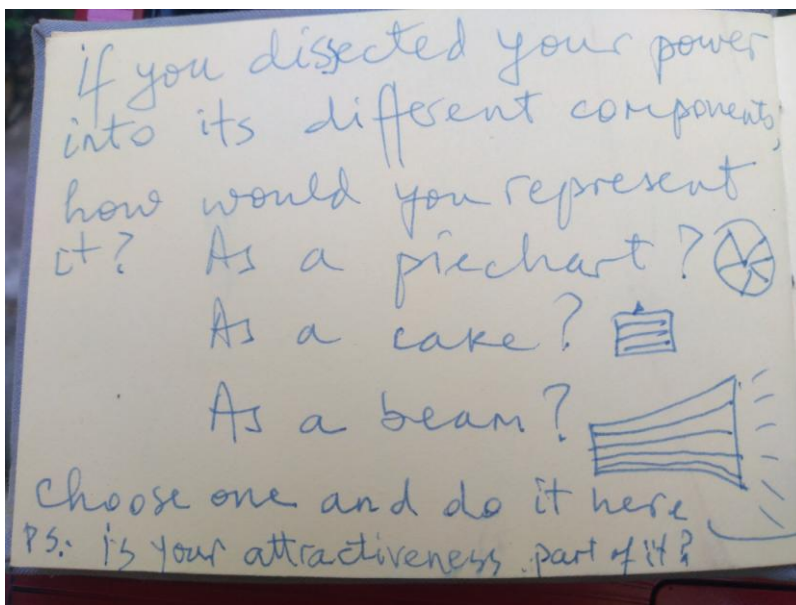 if you dissected your power
into its different components,
how would you represent
it? As a piechart?
As a cake?
As a beam?
Choose one and do it here
PS: is your attractiveness part of it?